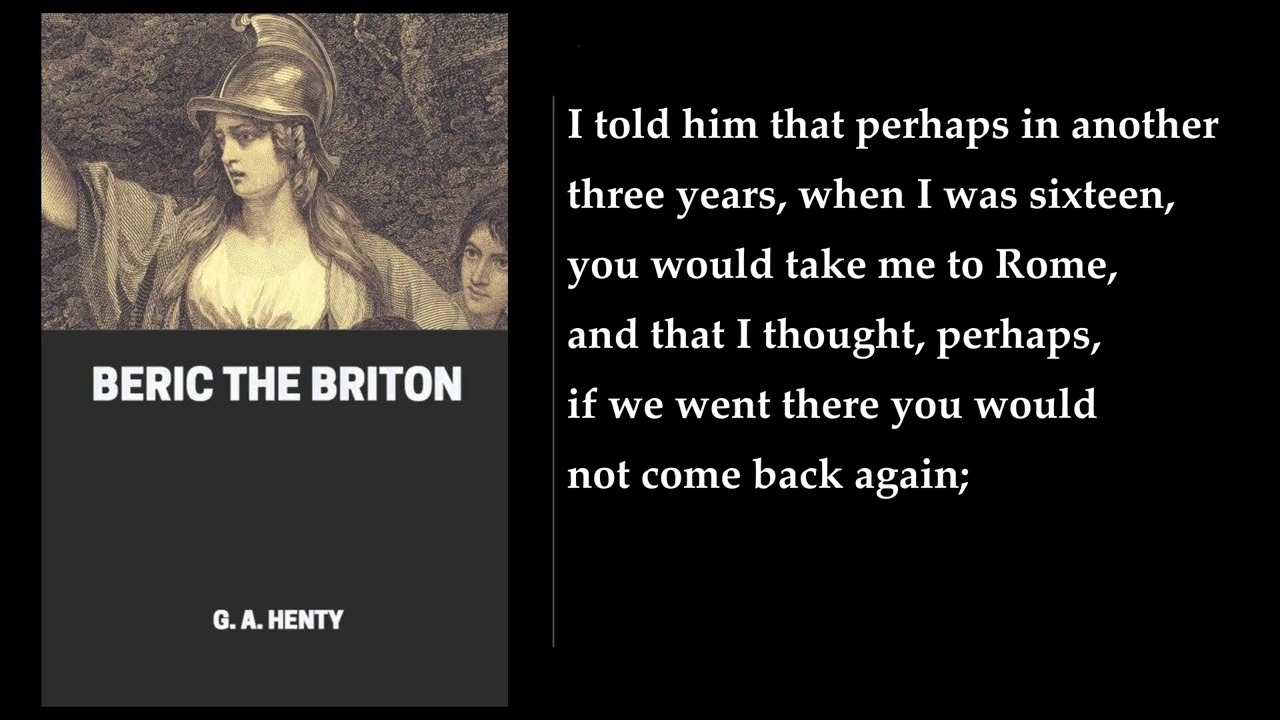 BERIC THE BRITON
G. A. HENTY
I told him that perhaps in another
three years, when I was sixteen,
you would take me to Rome,
and that I thought, perhaps,
if we went there you would
not come back again;